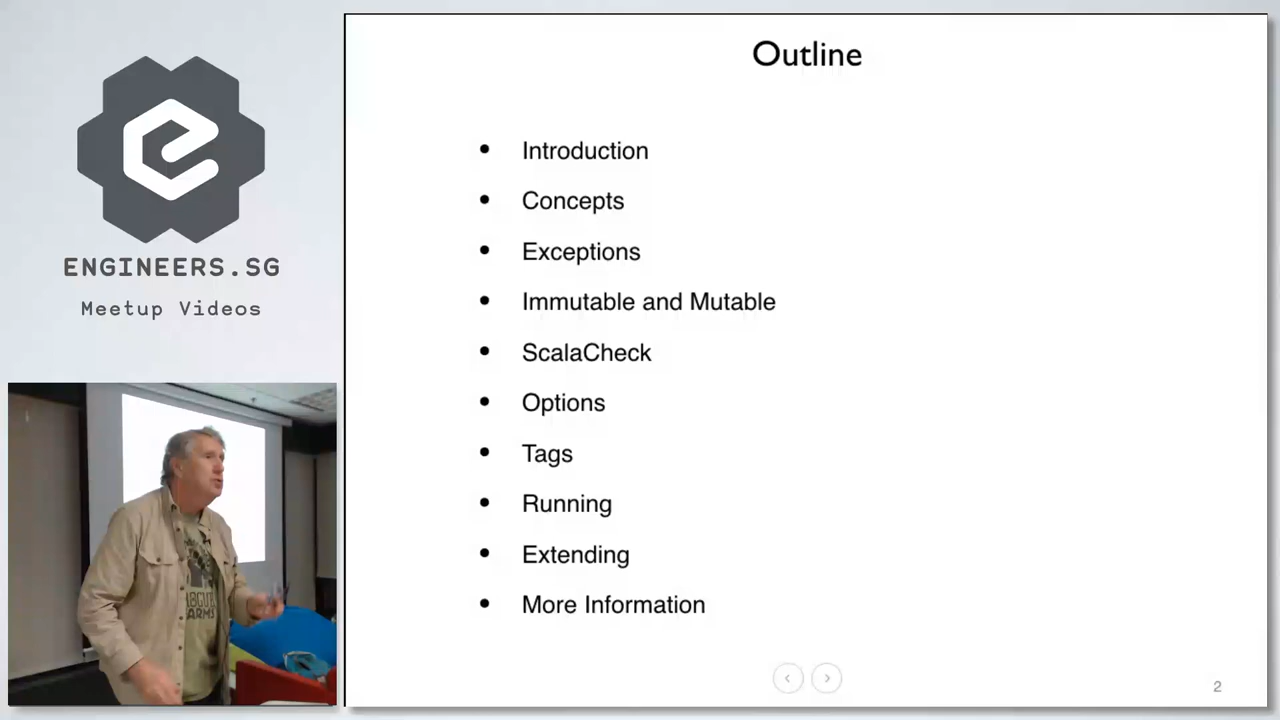 ENGINEERS.SG
Meetup Videos
Outline
• Introduction
• Concepts
• Exceptions
• Immutable and Mutable
• ScalaCheck
• Options
• Tags
• Running
• Extending
• More Information
2